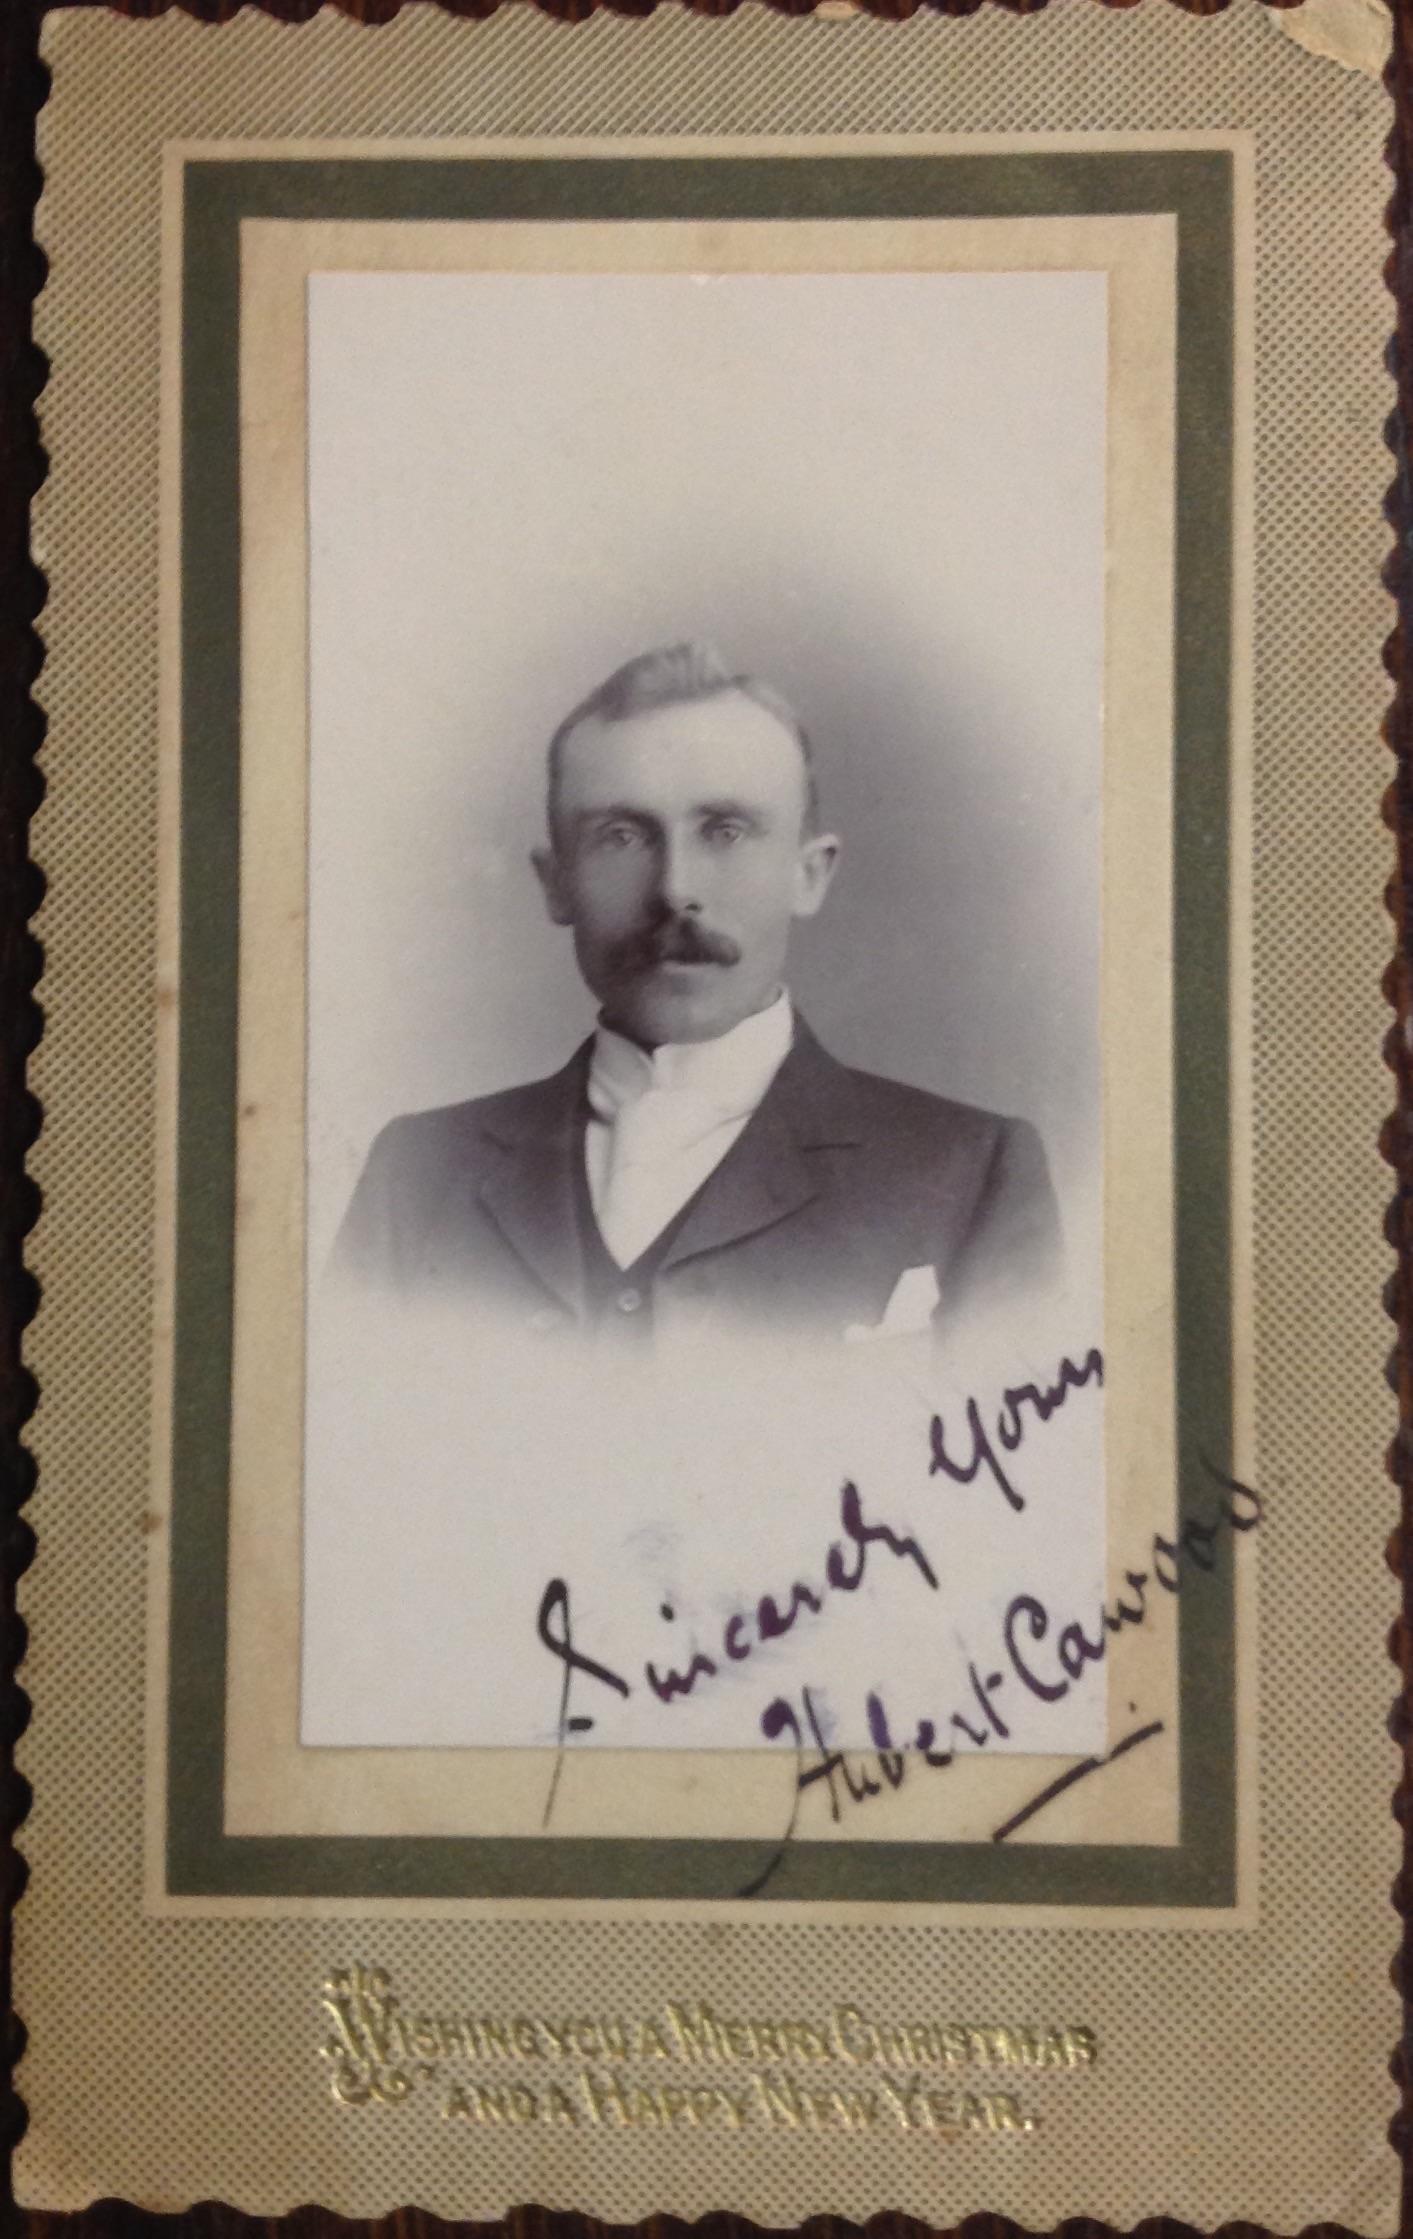 Sincerely Yours
Hubert Cawood
WISHING YOU A MERRY CHRISTMAS
AND A HAPPY NEW YEAR.